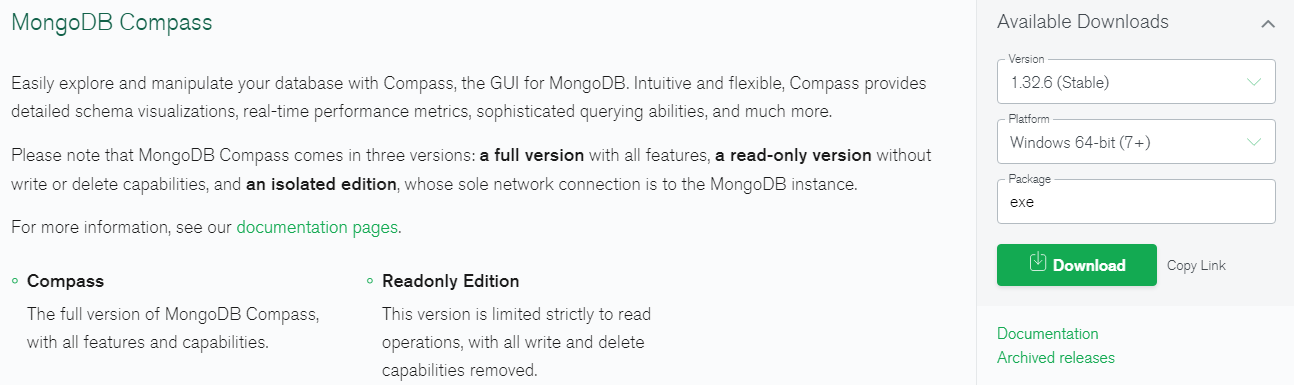 MongoDB Compass
Easily explore and manipulate your database with Compass, the GUI for MongoDB. Intuitive and flexible, Compass provides
detailed schema visualizations, real-time performance metrics, sophisticated querying abilities, and much more.
Please note that MongoDB Compass comes in three versions: a full version with all features, a read-only version without
write or delete capabilities, and an isolated edition, whose sole network connection is to the MongoDB instance.
For more information, see our documentation pages.
Compass
The full version of MongoDB Compass,
with all features and capabilities.
Readonly Edition
This version is limited strictly to read
operations, with all write and delete
capabilities removed.
Available Downloads
Version
1.32.6 (Stable)
Platform
Windows 64-bit (7+)
Package
exe
Download
Copy Link
Documentation
Archived releases